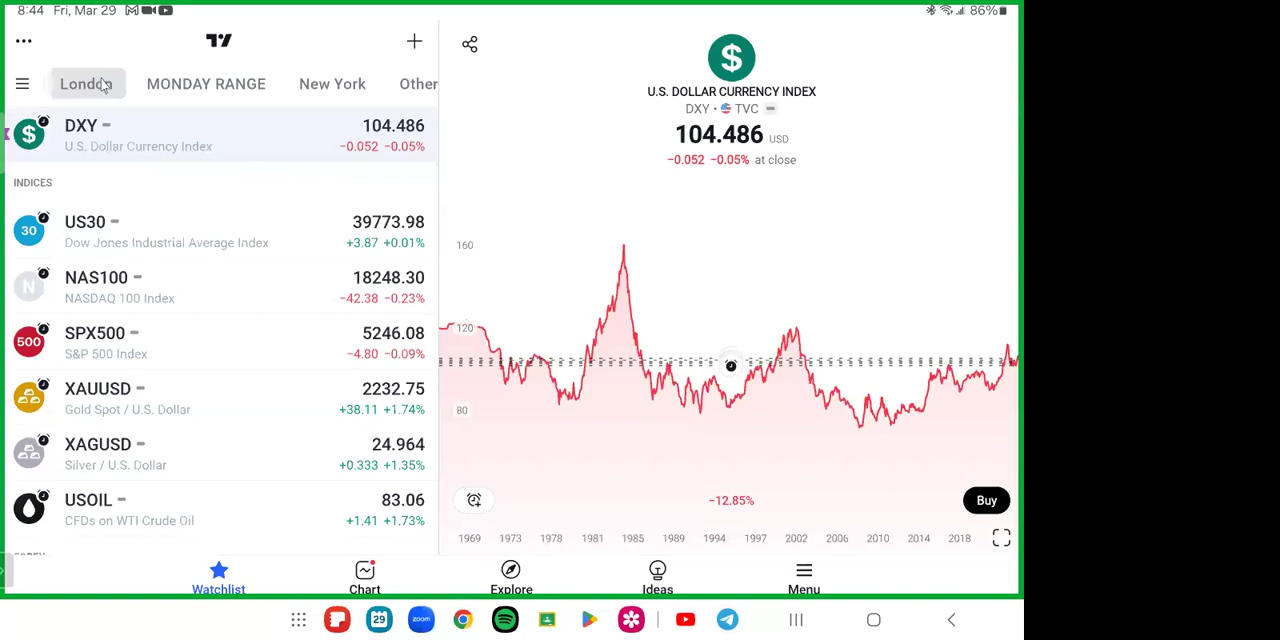 8:44 Fri, Mar 29
86%
London MONDAY RANGE New York Other
DXY
104.486
U.S. Dollar Currency Index
−0.052 −0.05%
INDICES
30
US30
39773.98
Dow Jones Industrial Average Index
+3.87 +0.01%
N
NAS100
18248.30
NASDAQ 100 Index
−42.38 −0.23%
500
SPX500
5246.08
S&P 500 Index
−4.80 −0.09%
XAUUSD
2232.75
Gold Spot / U.S. Dollar
+38.11 +1.74%
XAGUSD
24.964
Silver / U.S. Dollar
+0.333 +1.35%
USOIL
83.06
CFDs on WTI Crude Oil
+1.41 +1.73%
FOREX
$
U.S. DOLLAR CURRENCY INDEX
DXY • TVC
104.486 USD
−0.052 −0.05% at close
160
120
80
−12.85%
Buy
1969 1973 1978 1981 1985 1989 1994 1997 2002 2006 2010 2014 2018
Watchlist Chart Explore Ideas Menu
29
zoom